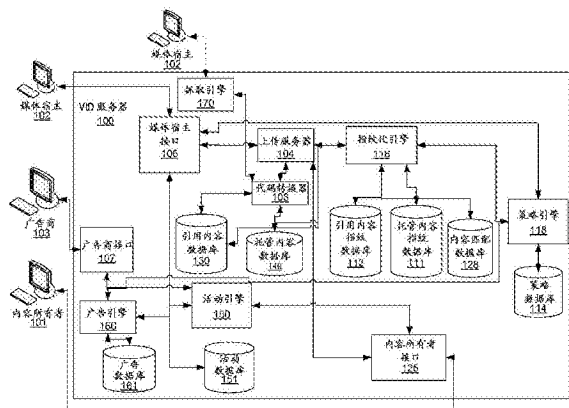 媒体宿主
102
媒体宿主
102
VID服务器
100
抓取引擎
170
媒体宿主
接口
106
上传服务器
104
指纹化引擎
116
代码转换器
103
广告商
103
引用内容
数据库
130
托管内容
数据库
140
引用内容
指纹
数据库
112
托管内容
指纹
数据库
111
内容匹配
数据库
128
策略引擎
118
广告商接口
107
策略
数据库
114
内容所有者
101
广告引擎
160
活动引擎
150
广告
数据库
161
活动
数据库
151
内容所有者
接口
126